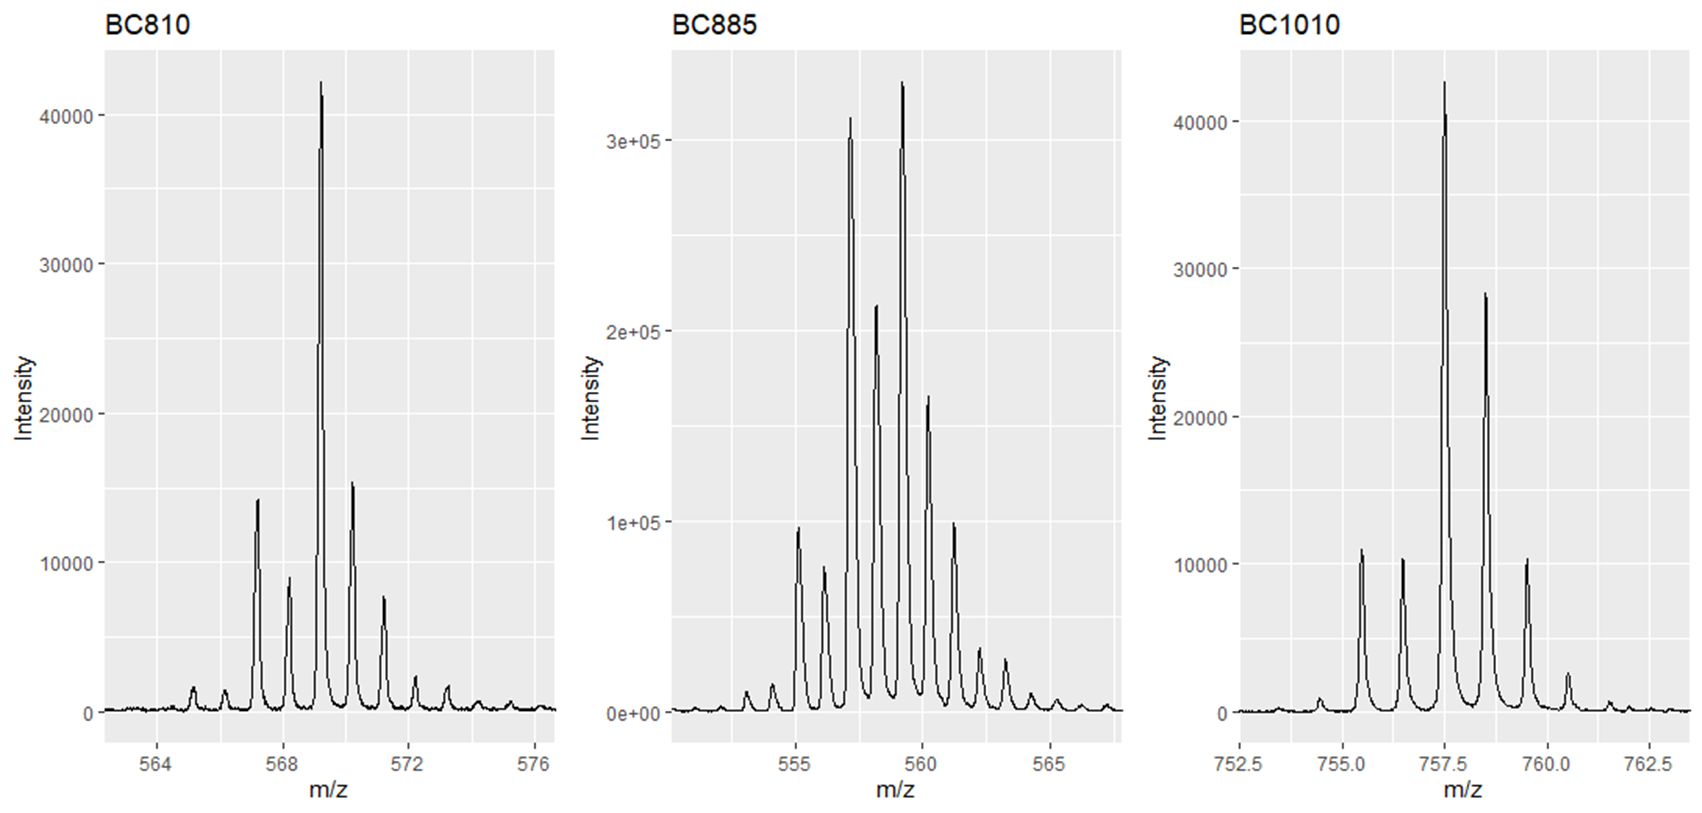 BC810
Intensity
40000
30000
20000
10000
0
564 568 572 576
m/z
BC885
Intensity
3e+05
2e+05
1e+05
0e+00
555 560 565
m/z
BC1010
Intensity
40000
30000
20000
10000
0
752.5 755.0 757.5 760.0 762.5
m/z